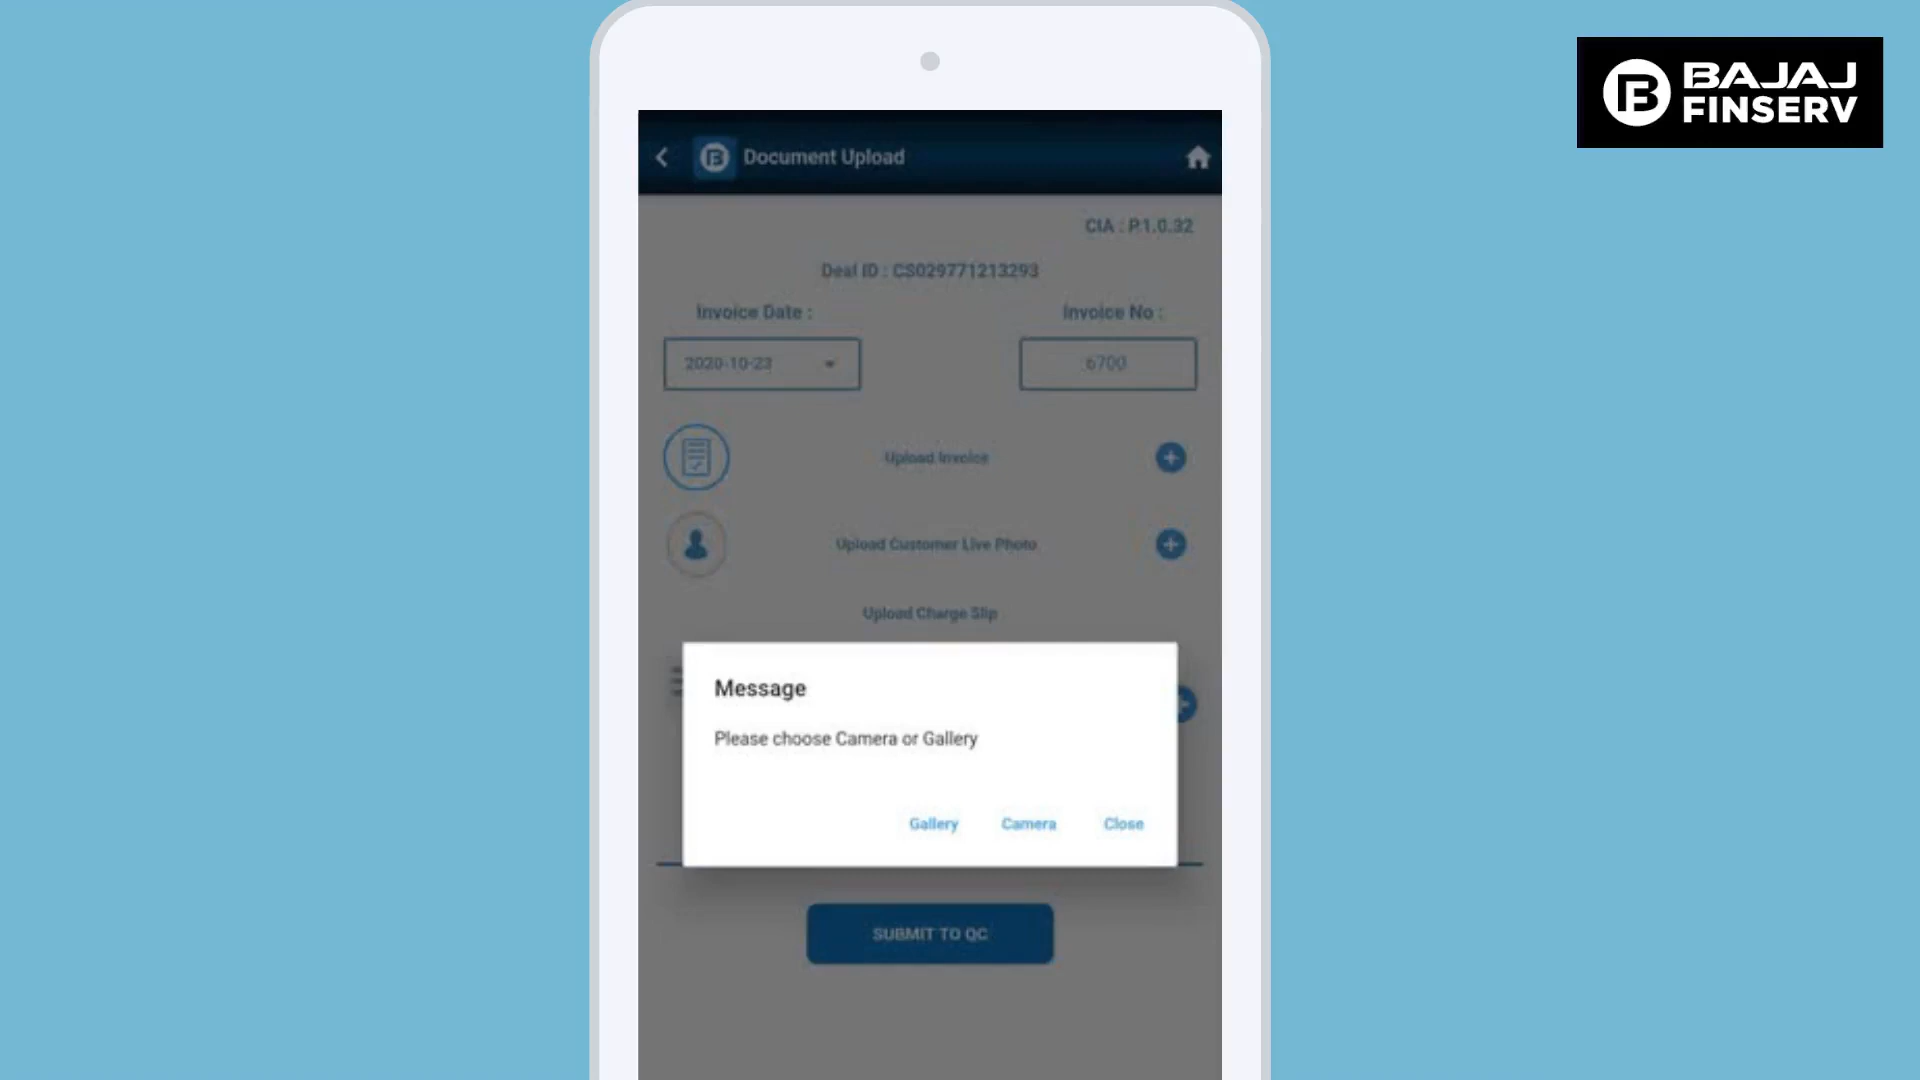 BAJAJ
FINSERV
Document Upload
CIA : P.1.0.32
Deal ID : CS029771213293
Invoice Date :
Invoice No :
2020-10-23
6700
Upload Invoice
Upload Customer Live Photo
Upload Charge Slip
Message
Please choose Camera or Gallery
Gallery
Camera
Close
SUBMIT TO QC